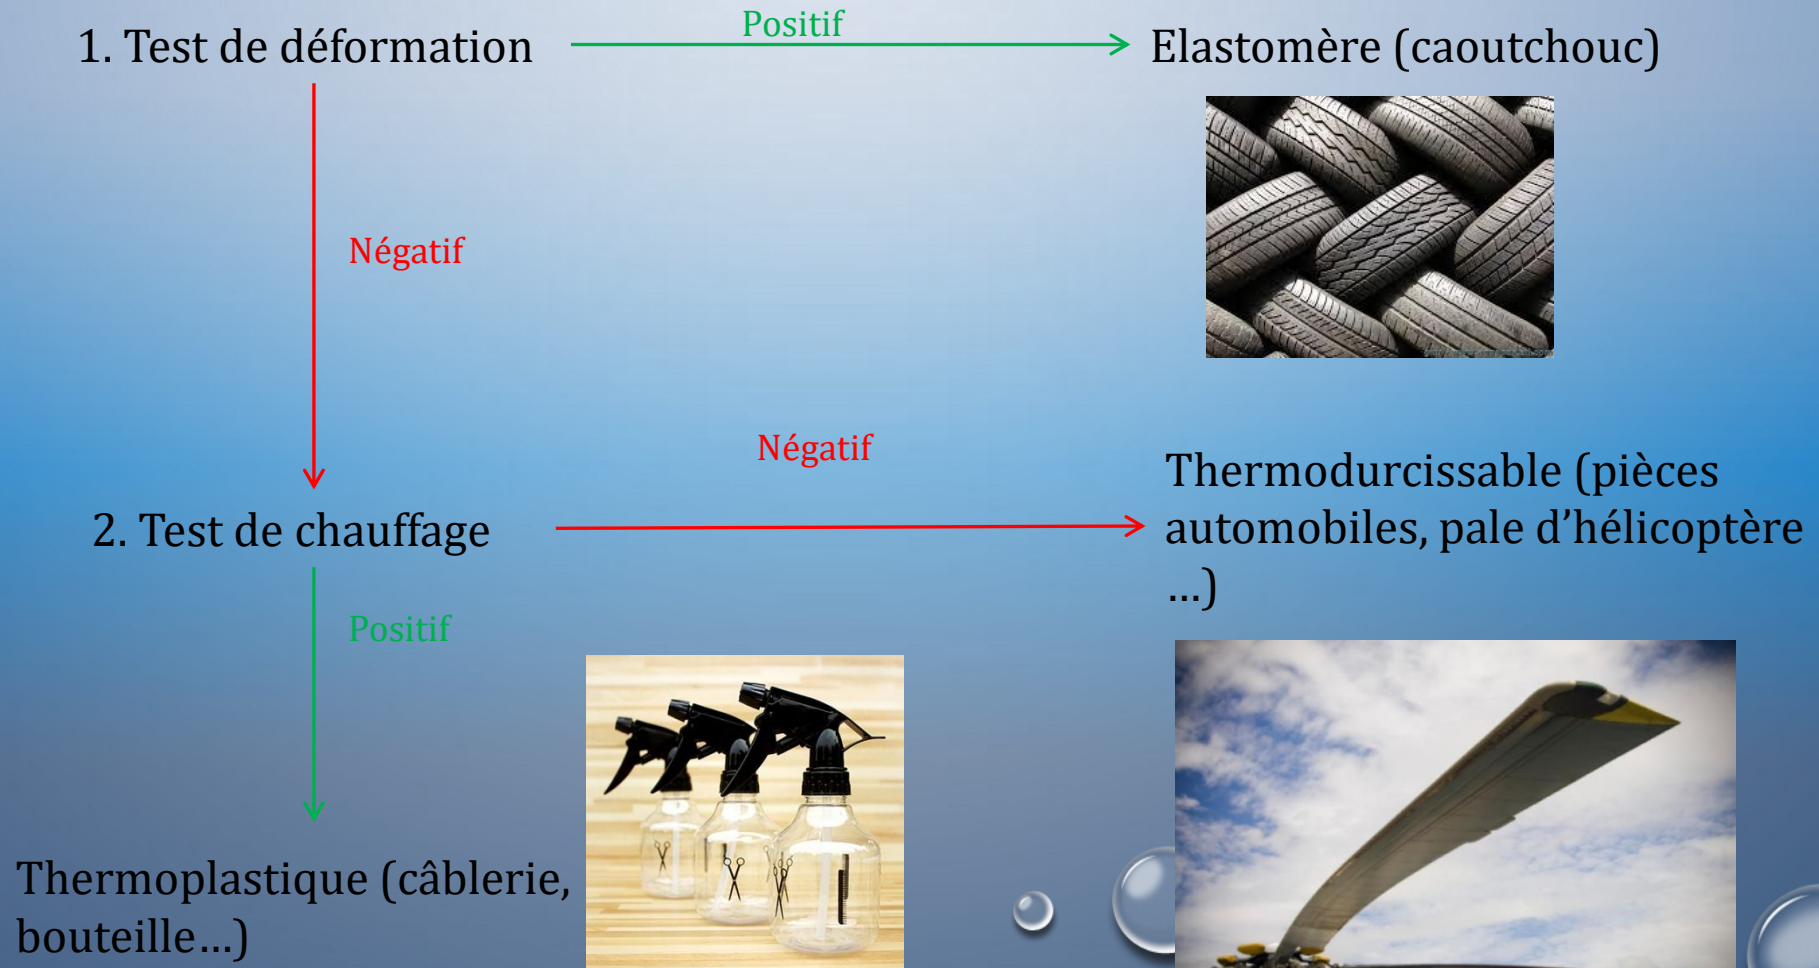 Positif
1. Test de déformation
Elastomère (caoutchouc)
Négatif
Négatif
Thermodurcissable (pièces
automobiles, pale d’hélicoptère
…)
2. Test de chauffage
Positif
Thermoplastique (câblerie,
bouteille…)